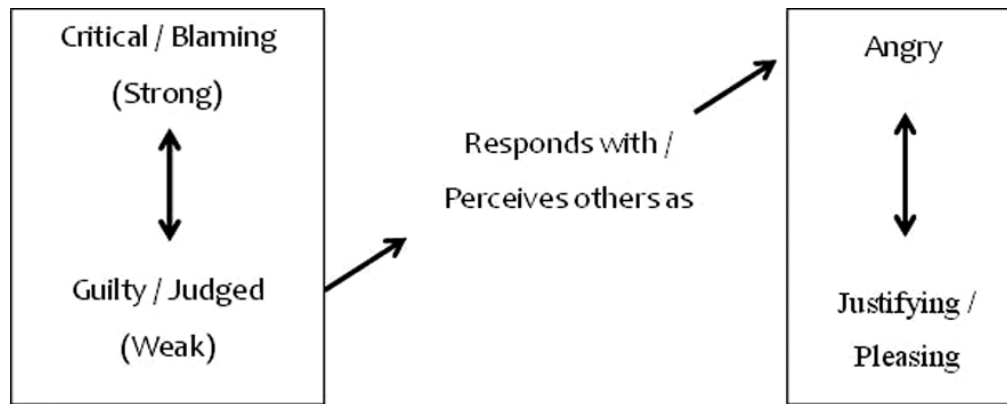 Critical / Blaming
(Strong)
Guilty / Judged
(Weak)
Responds with /
Perceives others as
Angry
Justifying /
Pleasing